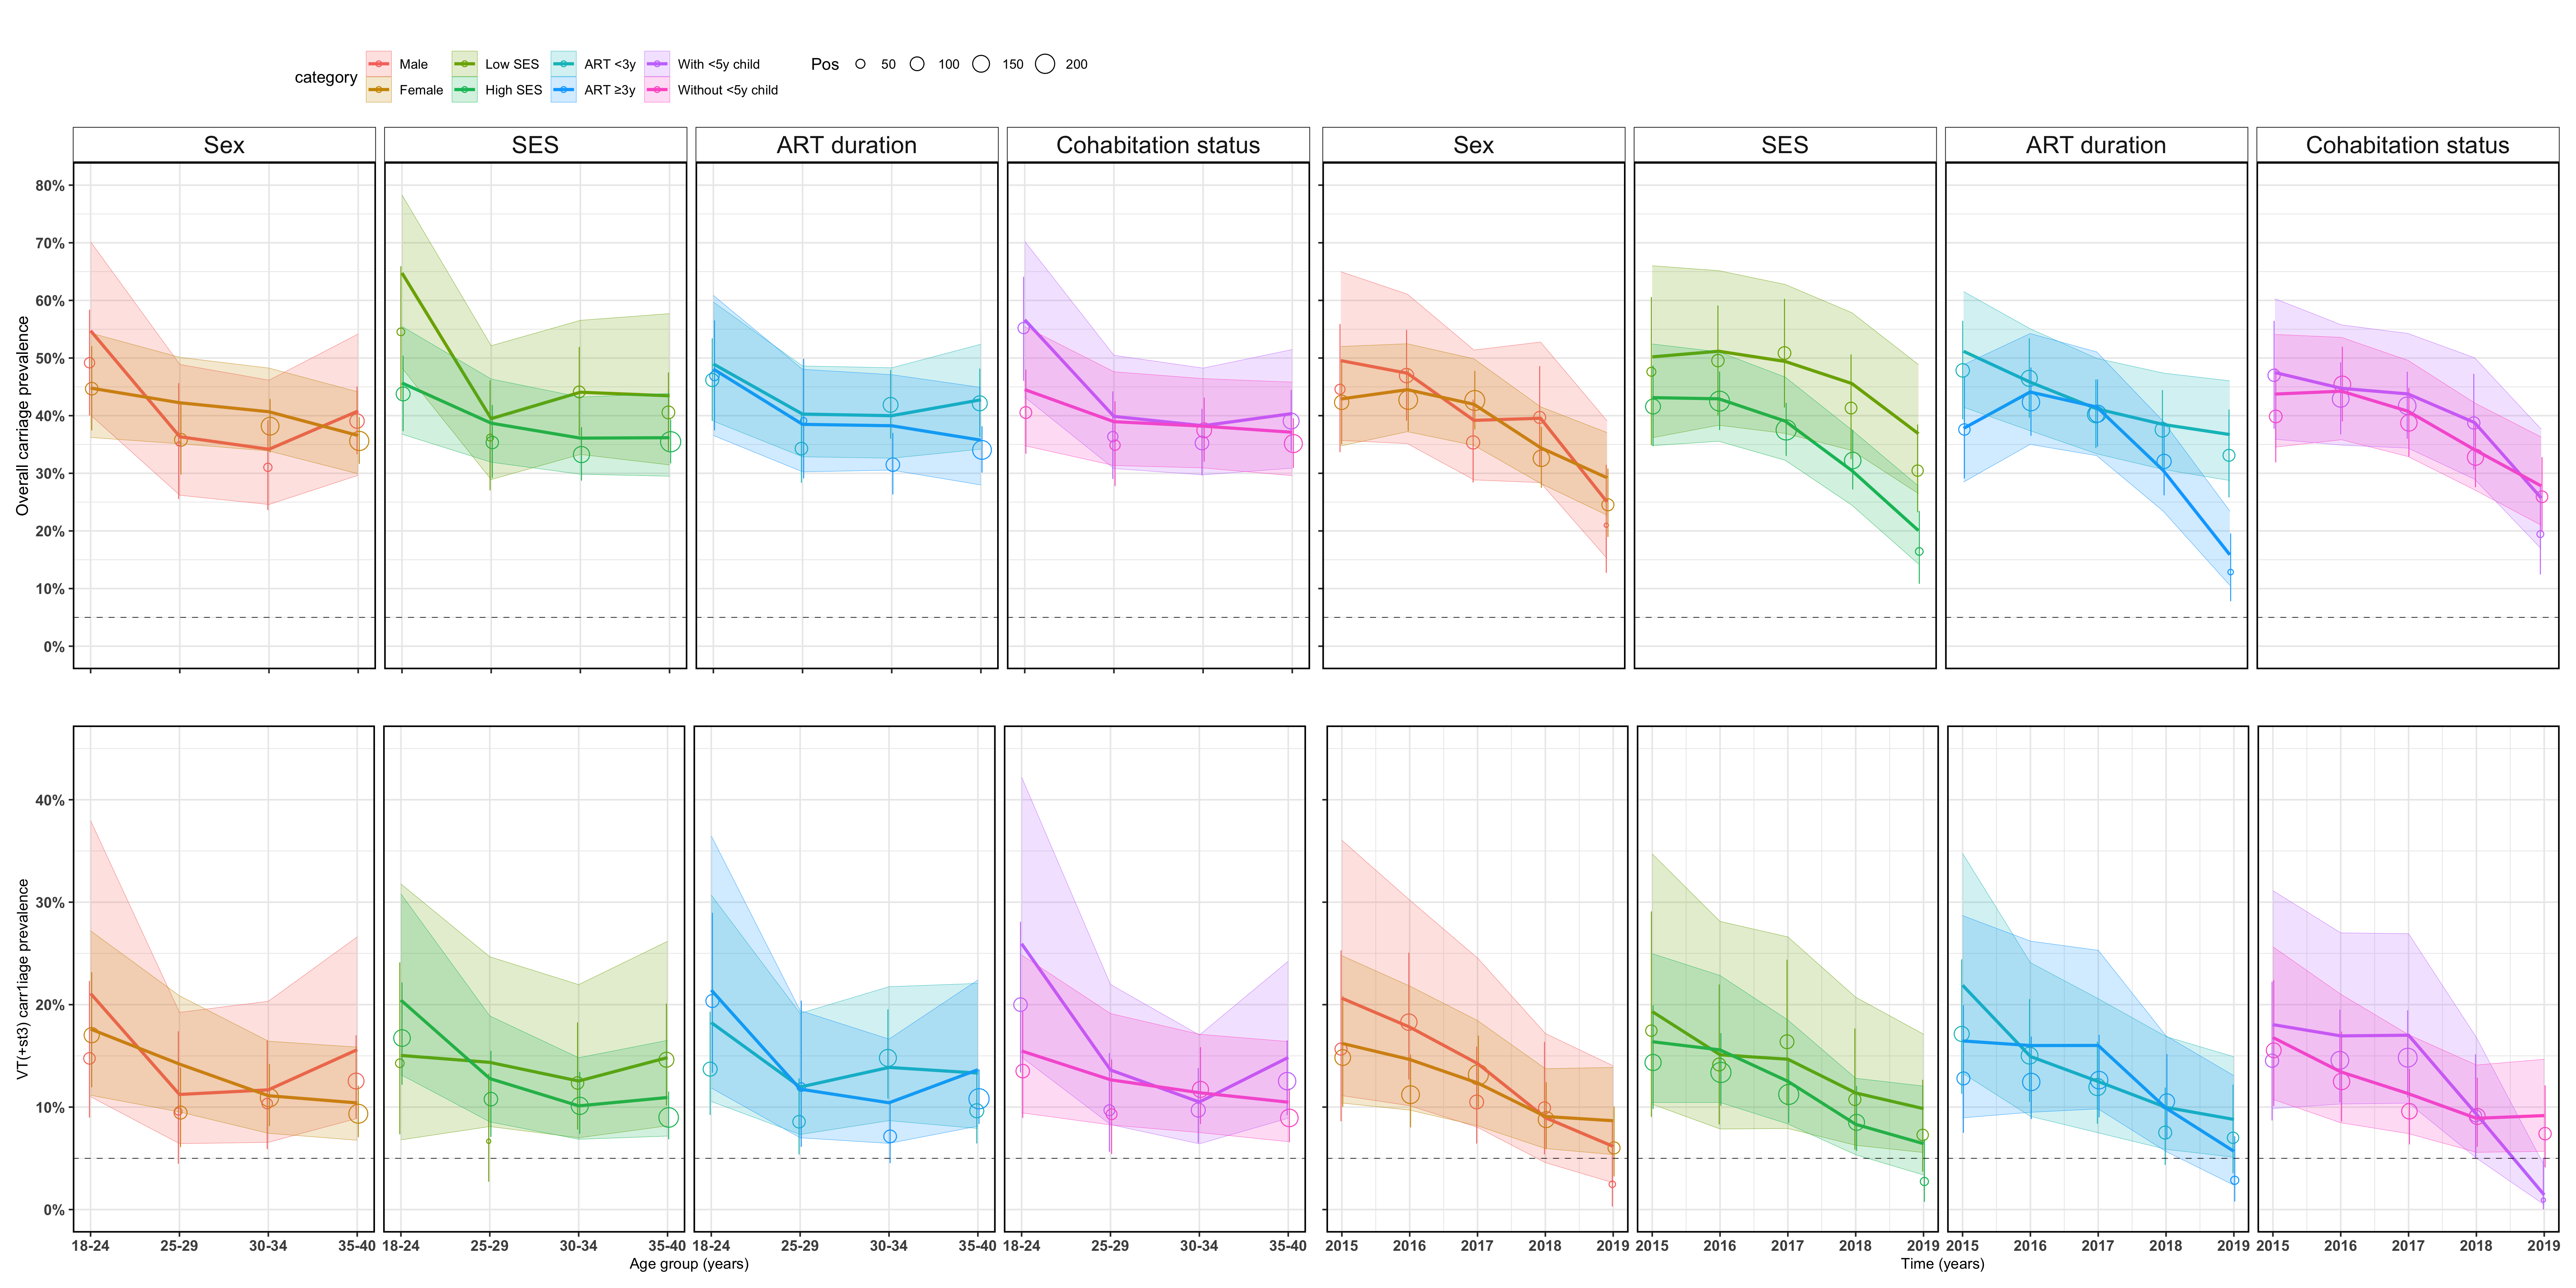 category
Male
Low SES
ART <3y
With <5y child
Female
High SES
ART ≥3y
Without <5y child
Pos
50
100
150
200
Sex
SES
ART duration
Cohabitation status
Sex
SES
ART duration
Cohabitation status
Overall carriage prevalence
80%
70%
60%
50%
40%
30%
20%
10%
0%
VT(+st3) carr1iage prevalence
40%
30%
20%
10%
0%
18-24 25-29 30-34 35-40
18-24 25-29 30-34 35-40
18-24 25-29 30-34 35-40
18-24 25-29 30-34 35-40
2015 2016 2017 2018 2019
2015 2016 2017 2018 2019
2015 2016 2017 2018 2019
2015 2016 2017 2018 2019
Age group (years)
Time (years)